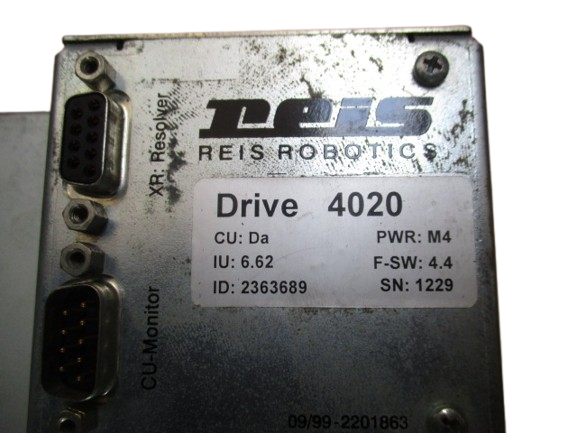 reis
REIS ROBOTICS
XR: Resolver
Drive 4020
CU: Da PWR: M4
IU: 6.62 F-SW: 4.4
ID: 2363689 SN: 1229
CU-Monitor
09/99-2201863